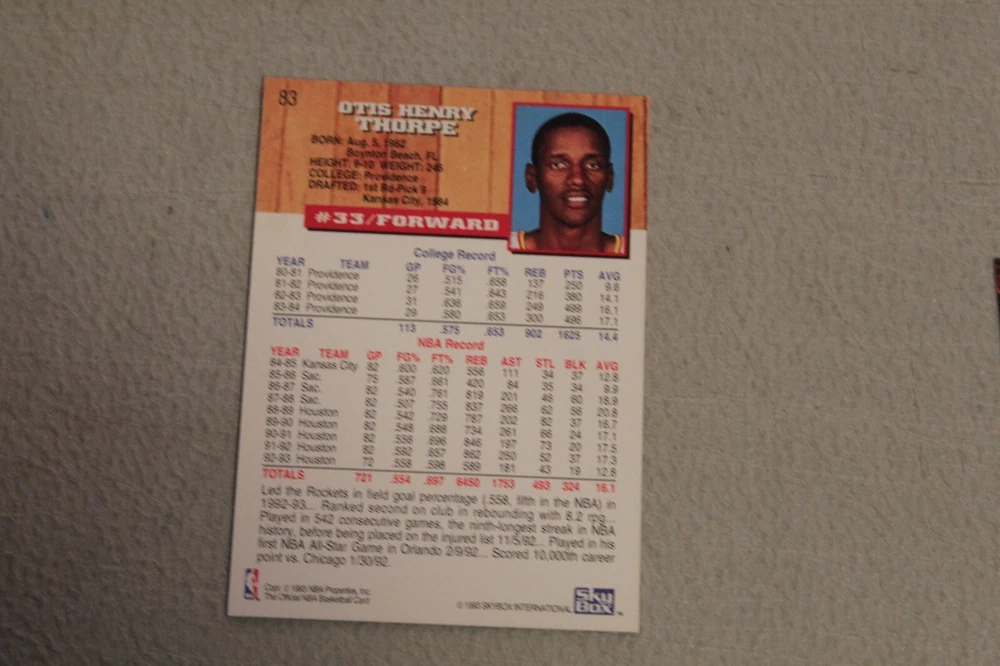 83
OTIS HENRY
THORPE
BORN: Aug. 5, 1962
Boynton Beach, FL
HEIGHT: 6-10 WEIGHT: 246
COLLEGE: Providence
DRAFTED: 1st Rd-Pick 9
Kansas City, 1984
#33/FORWARD
College Record
YEAR TEAM GP FG% FT% REB PTS AVG
80-81 Providence 26 .515 .658 137 250 9.6
81-82 Providence 27 .541 .643 216 380 14.1
82-83 Providence 31 .636 .659 249 499 16.1
83-84 Providence 29 .580 .653 300 496 17.1
TOTALS 113 .575 .653 902 1625 14.4
NBA Record
YEAR TEAM GP FG% FT% REB AST STL BLK AVG
84-85 Kansas City 82 .600 .620 556 111 34 37 12.8
85-86 Sac. 75 .587 .661 420 84 35 34 9.9
86-87 Sac. 82 .540 .761 819 201 46 60 18.9
87-88 Sac. 82 .507 .755 837 266 62 56 20.8
88-89 Houston 82 .542 .729 787 202 82 37 16.7
89-90 Houston 82 .548 .688 734 261 66 24 17.1
90-91 Houston 82 .556 .696 846 197 73 20 17.5
91-92 Houston 82 .592 .657 862 250 52 37 17.3
92-93 Houston 72 .558 .598 589 181 43 19 12.8
TOTALS 721 .554 .697 6450 1753 493 324 16.1
Led the Rockets in field goal percentage (.558, fifth in the NBA) in
1992-93... Ranked second on club in rebounding with 8.2 rpg...
Played in 542 consecutive games, the ninth-longest streak in NBA
history, before being placed on the injured list 11/5/92... Played in his
first NBA All-Star Game in Orlando 2/9/92... Scored 10,000th career
point vs. Chicago 1/30/92.
Copr. © 1993 NBA Properties, Inc.
The Official NBA Basketball Card
© 1993 SKYBOX INTERNATIONAL
Sky
Box